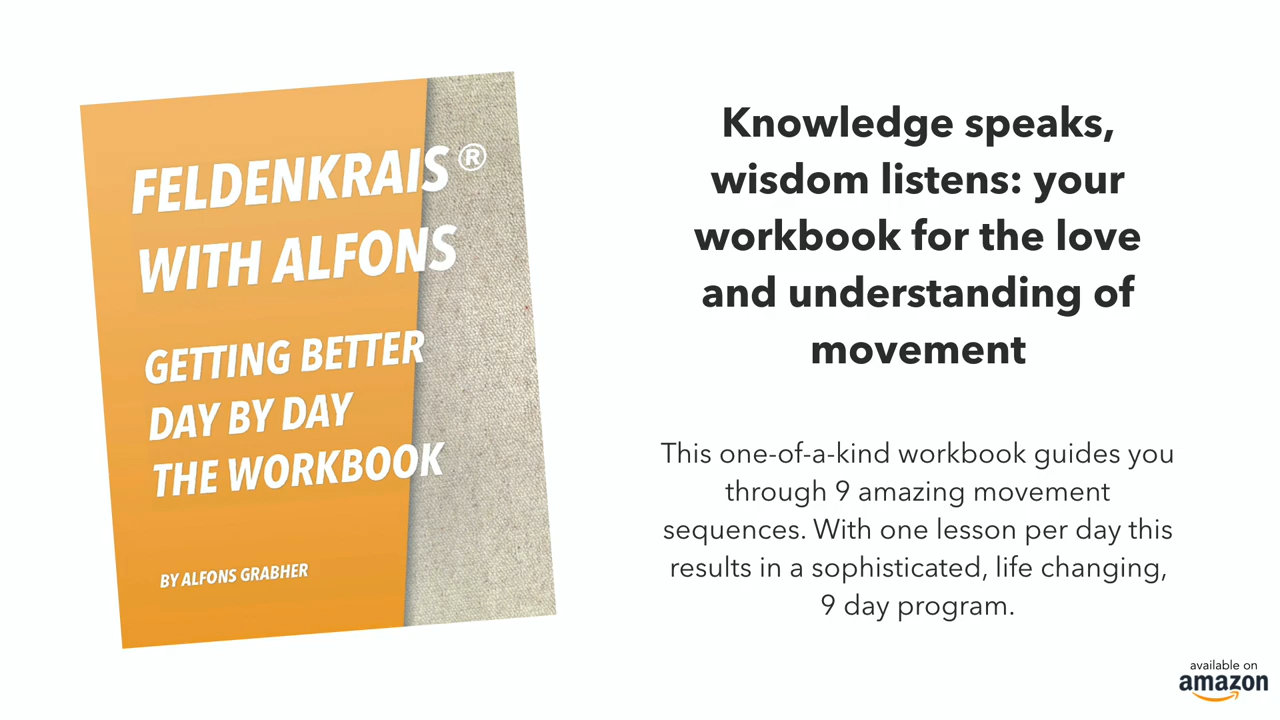 FELDENKRAIS®
WITH ALFONS
GETTING BETTER
DAY BY DAY
THE WORKBOOK
BY ALFONS GRABHER
Knowledge speaks,
wisdom listens: your
workbook for the love
and understanding of
movement
This one-of-a-kind workbook guides you
through 9 amazing movement
sequences. With one lesson per day this
results in a sophisticated, life changing,
9 day program.
available on
amazon